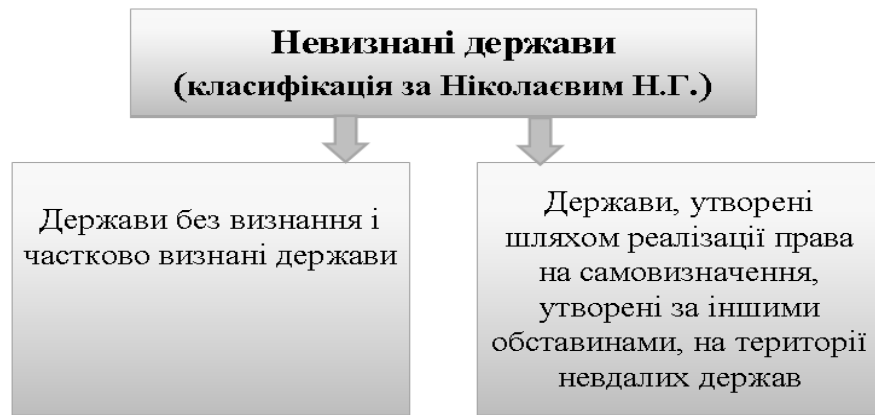 Невизнані держави
(класифікація за Ніколаєвим Н.Г.)
Держави без визнання і
частково визнані держави
Держави, утворені
шляхом реалізації права
на самовизначення,
утворені за іншими
обставинами, на території
невдалих держав